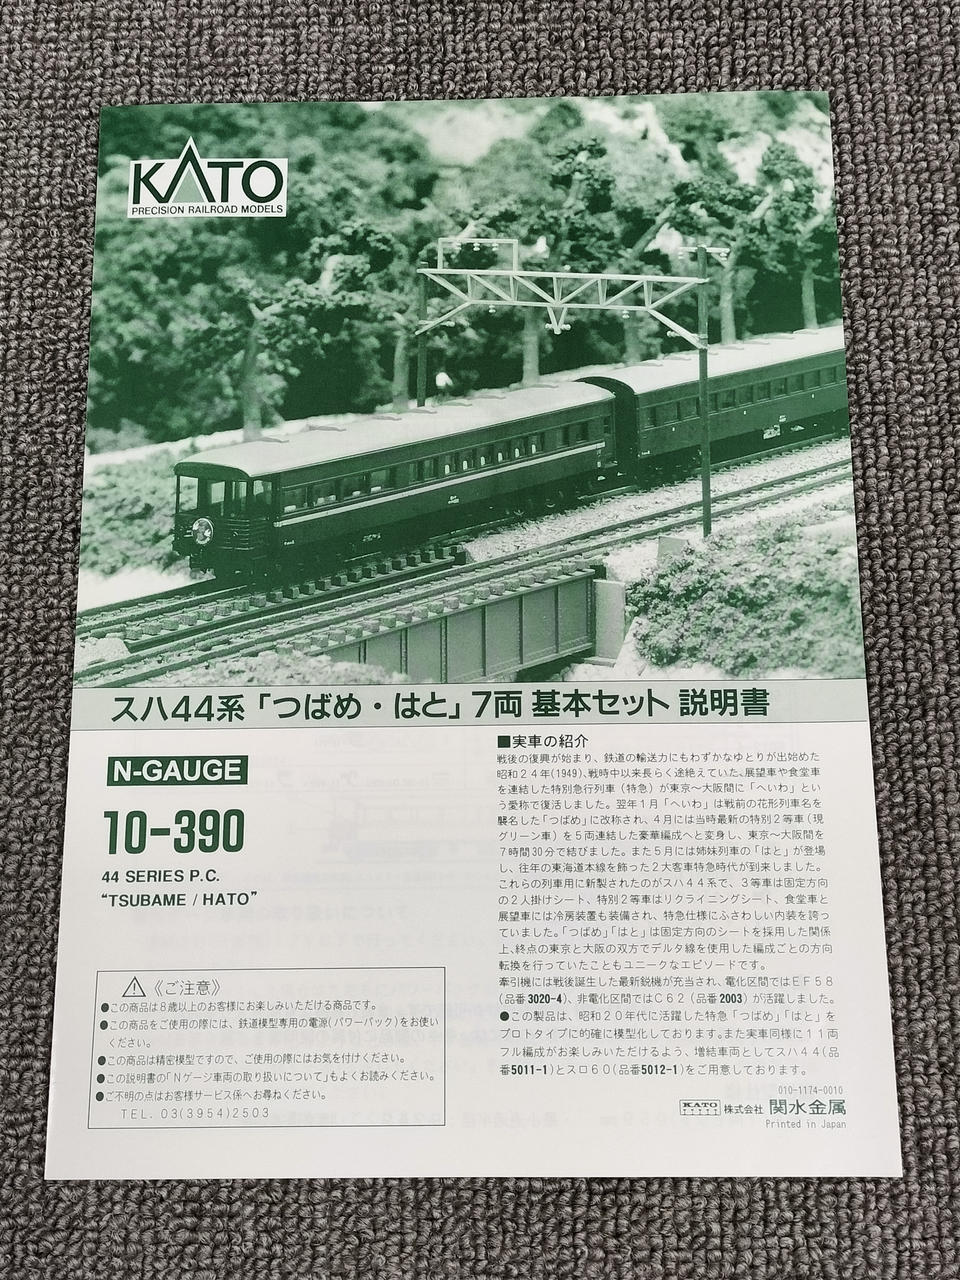 KATO
PRECISION RAILROAD MODELS
スハ44系「つばめ・はと」7両 基本セット 説明書
N-GAUGE
10-390
44 SERIES P.C.
“TSUBAME / HATO”
⚠《ご注意》
●この商品は8歳以上のお客様にお楽しみいただける商品です。
●この商品をご使用の際には、鉄道模型専用の電源(パワーパック)をお使い
ください。
●この商品は精密模型ですので、ご使用の際にはお気を付けください。
●この説明書の「Nゲージ車両の取り扱いについて」もよくお読みください。
●ご不明の点はお客様サービス係へお尋ねください。
TEL. 03(3954)2503
■実車の紹介
戦後の復興が始まり、鉄道の輸送力にもわずかなゆとりが出始めた
昭和24年(1949)、戦時中以来長らく途絶えていた、展望車や食堂車
を連結した特別急行列車(特急)が東京〜大阪間に「へいわ」とい
う愛称で復活しました。翌年1月「へいわ」は戦前の花形列車名を
襲名した「つばめ」に改称され、4月には当時最新の特別2等車(現
グリーン車)を5両連結した豪華編成へと変身し、東京〜大阪間を
7時間30分で結びました。また5月には姉妹列車の「はと」が登場
し、往年の東海道本線を飾った2大客車特急時代が到来しました。
これらの列車用に新製されたのがスハ44系で、3等車は固定方向
の2人掛けシート、特別2等車はリクライニングシート、食堂車と
展望車には冷房装置も装備され、特急仕様にふさわしい内装を誇っ
ていました。「つばめ」「はと」は固定方向のシートを採用した関係
上、終点の東京と大阪の双方でデルタ線を使用した編成ごとの方向
転換を行っていたこともユニークなエピソードです。
牽引機には戦後誕生した最新鋭機が充当され、電化区間ではEF58
(品番3020-4)、非電化区間ではC62(品番2003)が活躍しました。
●この製品は、昭和20年代に活躍した特急「つばめ」「はと」を
プロトタイプに的確に模型化しております。また実車同様に11両
フル編成がお楽しみいただけるよう、増結車両としてスハ44(品
番5011-1)とスロ60(品番5012-1)をご用意しております。
010-1174-0010
KATO 株式会社 関水金属
Printed in Japan